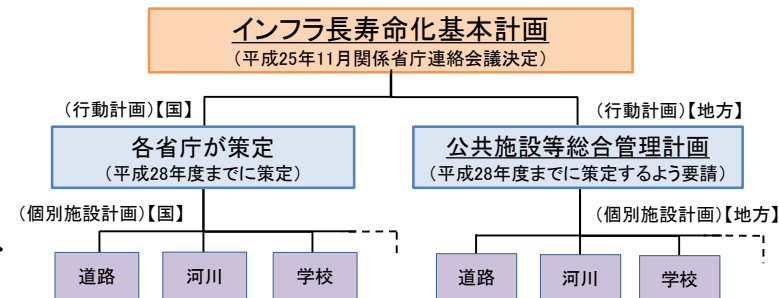 インフラ長寿命化基本計画
（平成25年11月関係省庁連絡会議決定）
（行動計画）【国】
（行動計画）【地方】
各省庁が策定
（平成28年度までに策定）
公共施設等総合管理計画
（平成28年度までに策定するよう要請）
（個別施設計画）【国】
（個別施設計画）【地方】
道路
河川
学校
道路
河川
学校